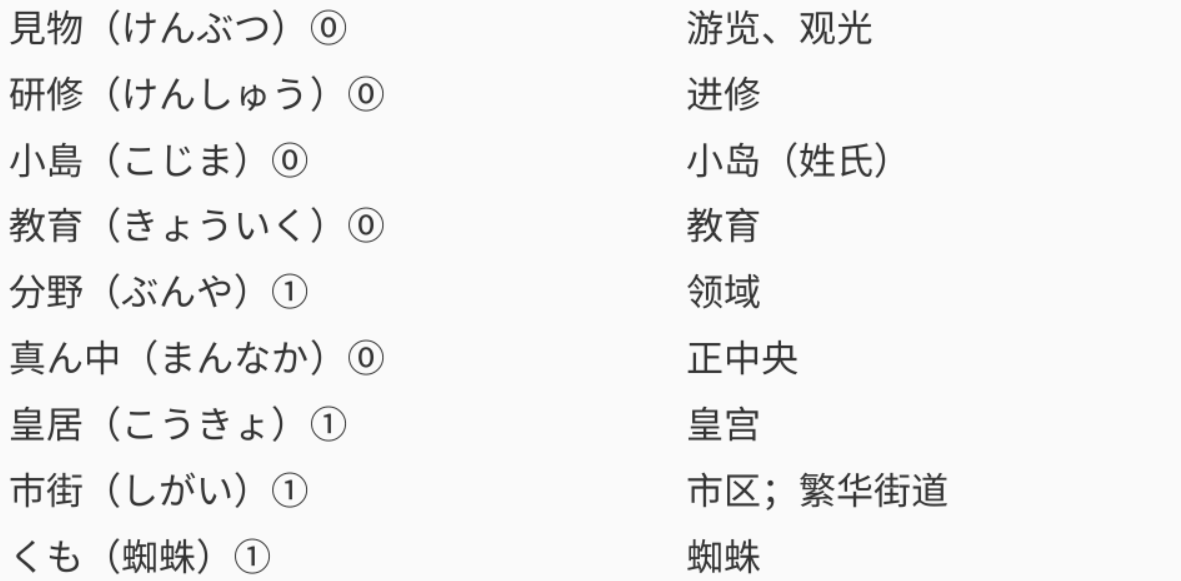 見物（けんぶつ）⓪ 游览、观光
研修（けんしゅう）⓪ 进修
小島（こじま）⓪ 小岛（姓氏）
教育（きょういく）⓪ 教育
分野（ぶんや）① 领域
真ん中（まんなか）⓪ 正中央
皇居（こうきょ）① 皇宫
市街（しがい）① 市区；繁华街道
くも（蜘蛛）① 蜘蛛